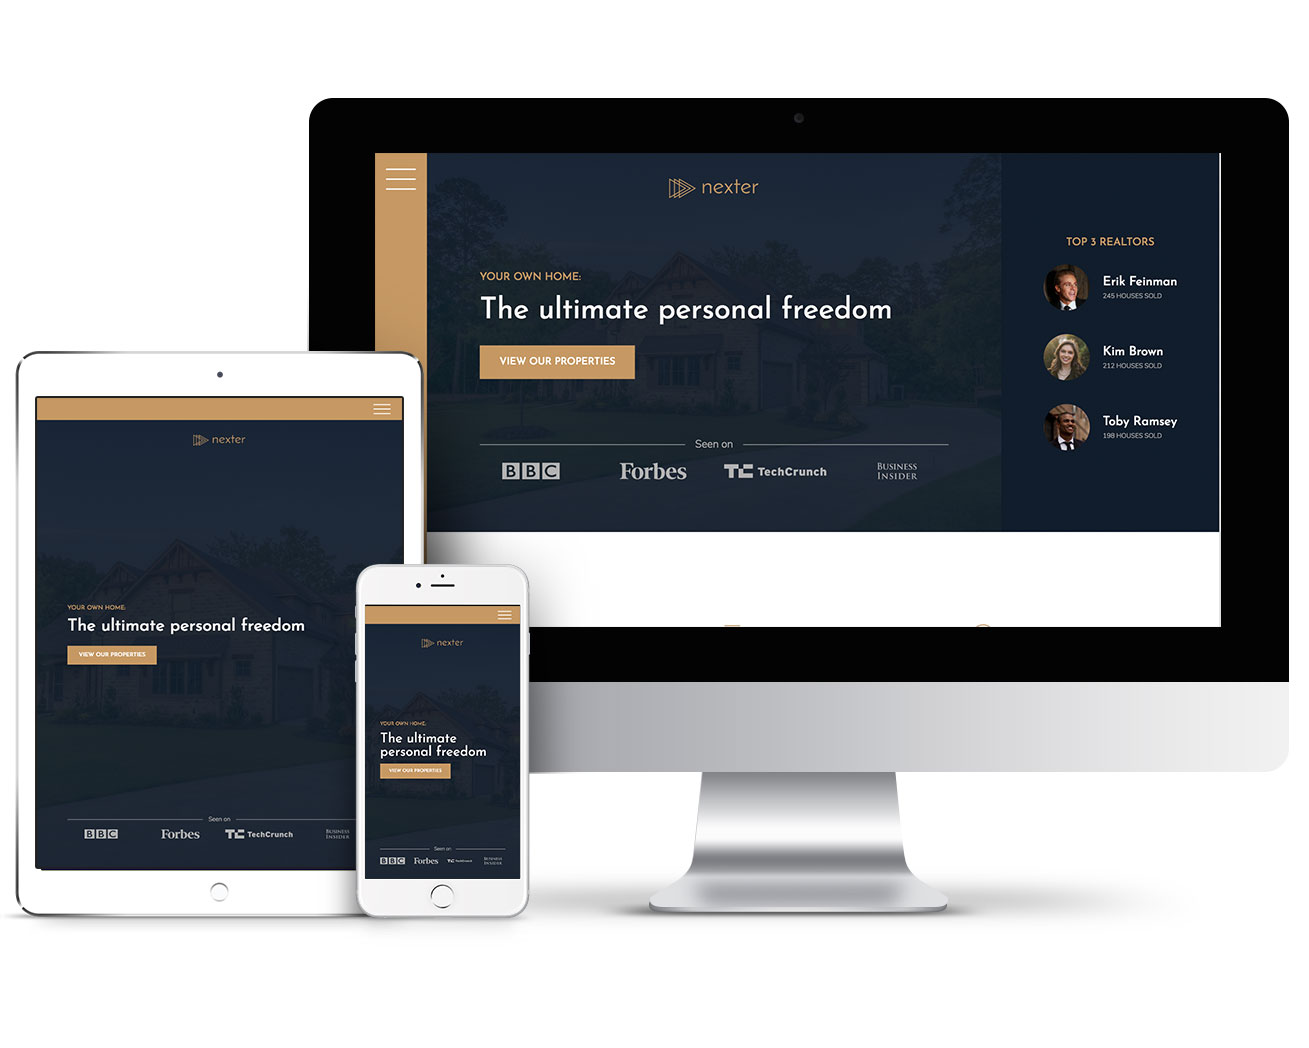 nexter
YOUR OWN HOME:
The ultimate personal freedom
VIEW OUR PROPERTIES
Seen on
BBC
Forbes
TC TechCrunch
BUSINESS
INSIDER
TOP 3 REALTORS
Erik Feinman
245 HOUSES SOLD
Kim Brown
212 HOUSES SOLD
Toby Ramsey
198 HOUSES SOLD
nexter
YOUR OWN HOME:
The ultimate personal freedom
VIEW OUR PROPERTIES
Seen on
BBC
Forbes
TC TechCrunch
BUSINESS
INSIDER
nexter
YOUR OWN HOME:
The ultimate
personal freedom
VIEW OUR PROPERTIES
Seen on
BBC
Forbes
TC TechCrunch
BUSINESS
INSIDER